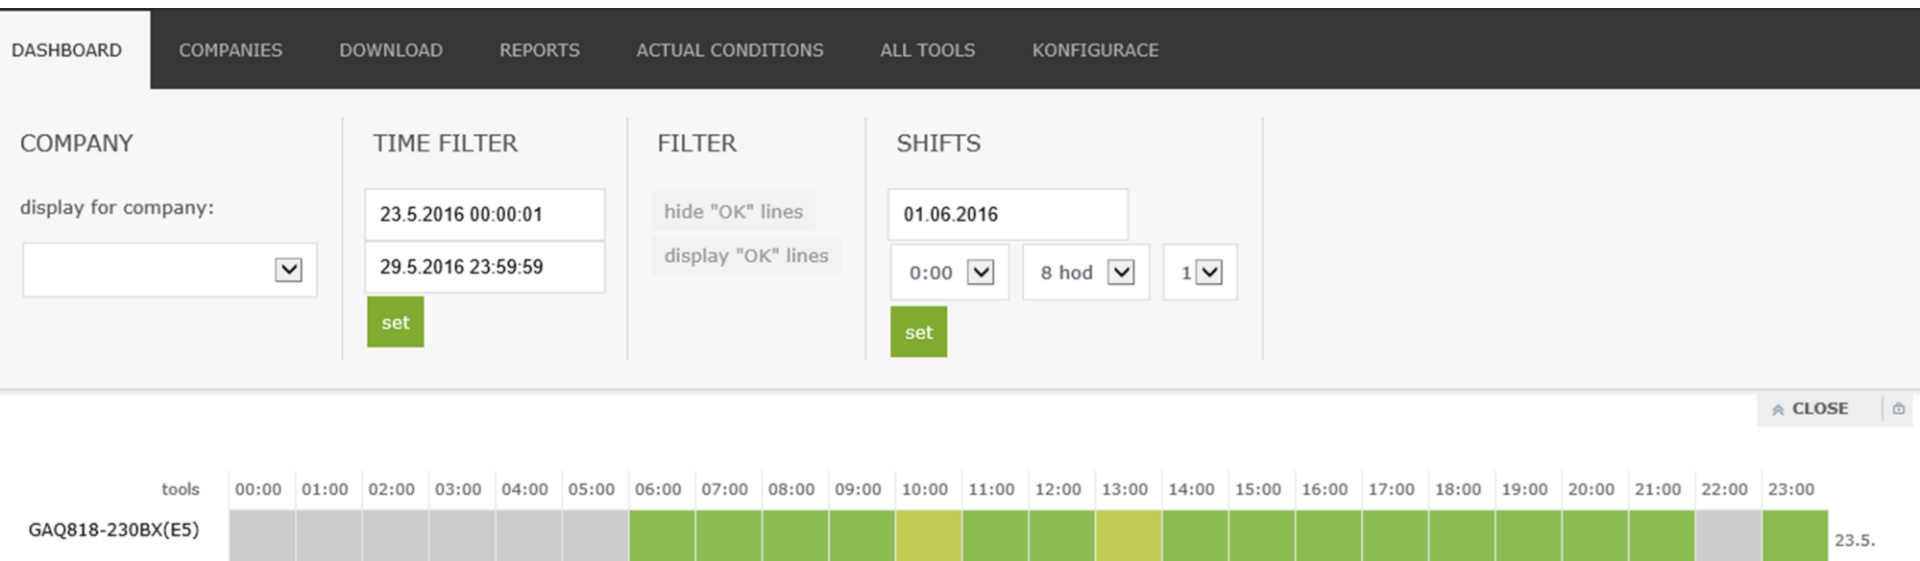 DASHBOARD COMPANIES DOWNLOAD REPORTS ACTUAL CONDITIONS ALL TOOLS KONFIGURACE
COMPANY
display for company:
TIME FILTER
23.5.2016 00:00:01
29.5.2016 23:59:59
set
FILTER
hide "OK" lines
display "OK" lines
SHIFTS
01.06.2016
0:00 8 hod 1
set
CLOSE
tools 00:00 01:00 02:00 03:00 04:00 05:00 06:00 07:00 08:00 09:00 10:00 11:00 12:00 13:00 14:00 15:00 16:00 17:00 18:00 19:00 20:00 21:00 22:00 23:00
GAQ818-230BX(E5) 23.5.